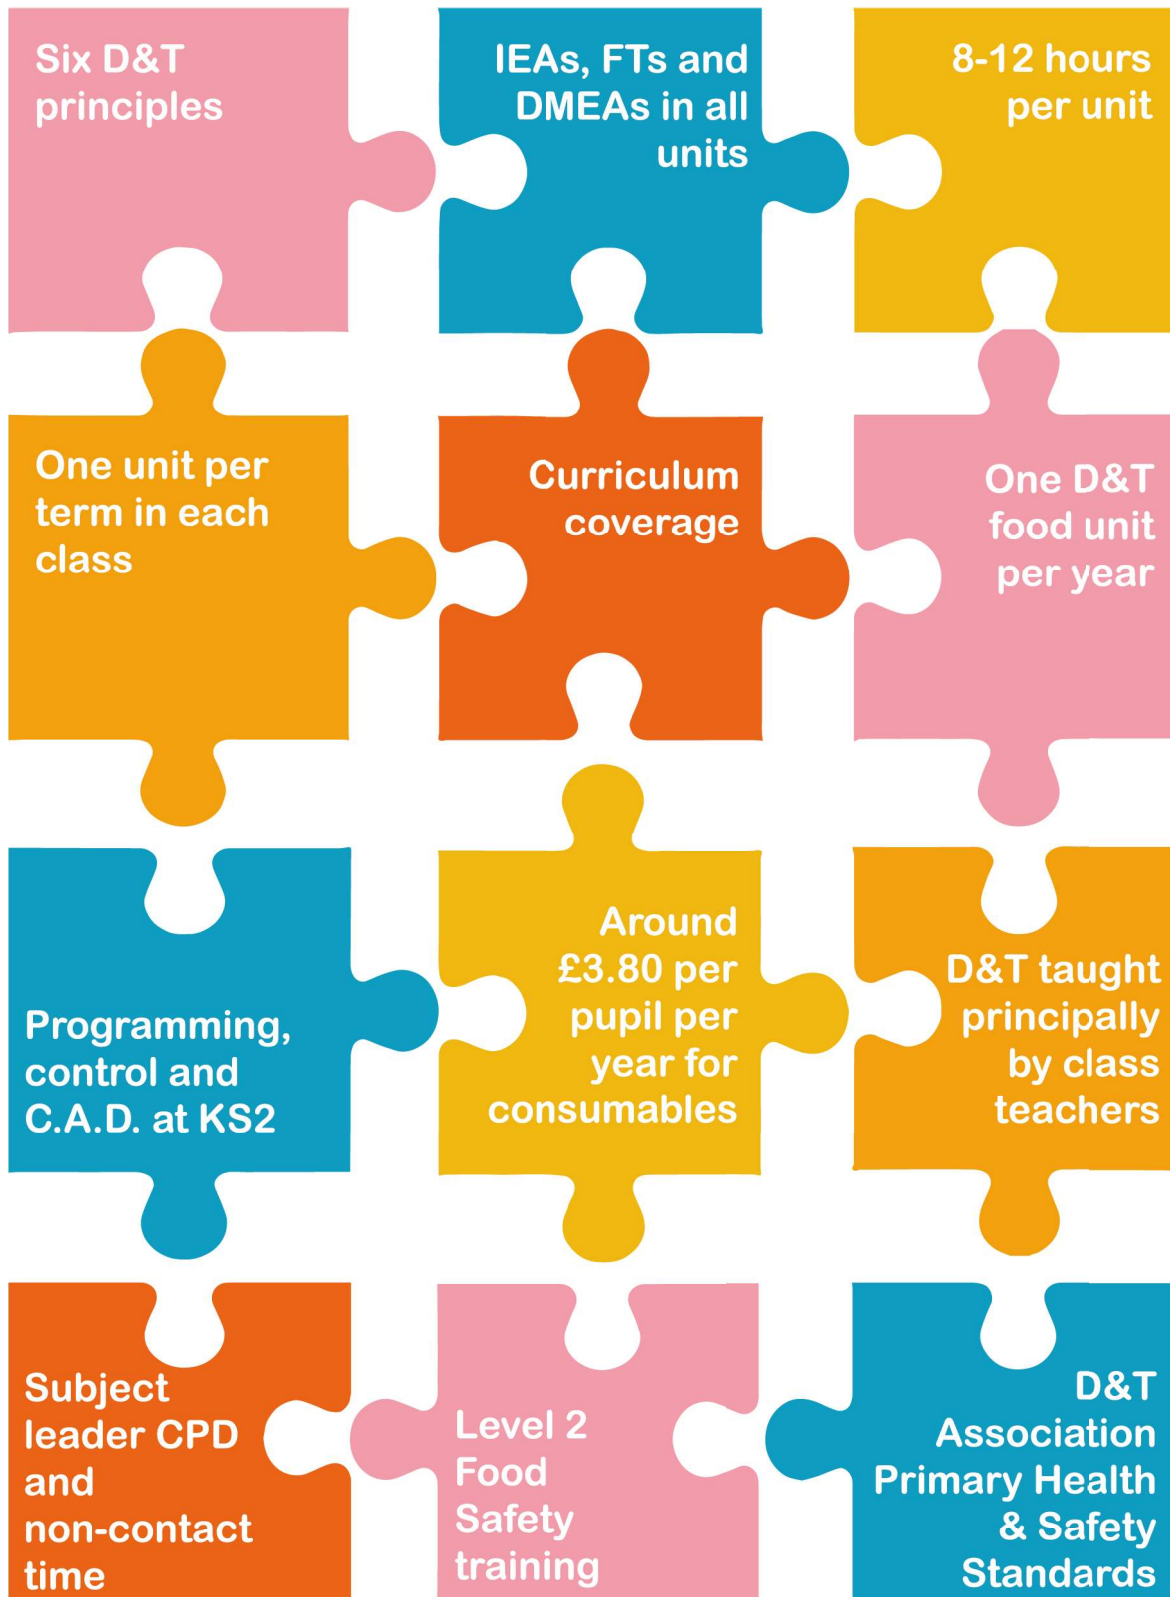 Six D&T
principles
IEAs, FTs and
DMEAs in all
units
8-12 hours
per unit
One unit per
term in each
class
Curriculum
coverage
One D&T
food unit
per year
Programming,
control and
C.A.D. at KS2
Around
£3.80 per
pupil per
year for
consumables
D&T taught
principally
by class
teachers
Subject
leader CPD
and
non-contact
time
Level 2
Food
Safety
training
D&T
Association
Primary Health
& Safety
Standards